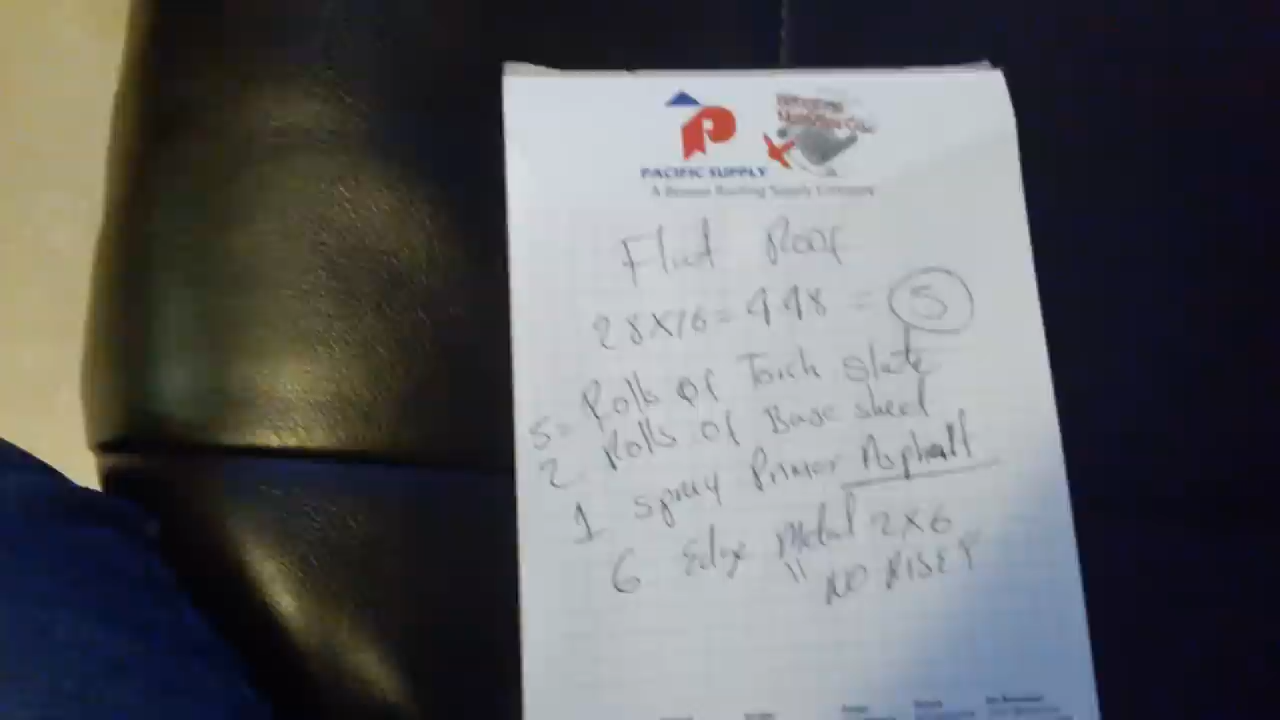 PACIFIC SUPPLY
A Beacon Roofing Supply Company
Flat Roof
28x16 = 448 = 5
5 = Rolls of Torch slate
2 Rolls of Base sheet
1 spray Primer Asphalt
6 Edge Metal 2x6
" NO RISER